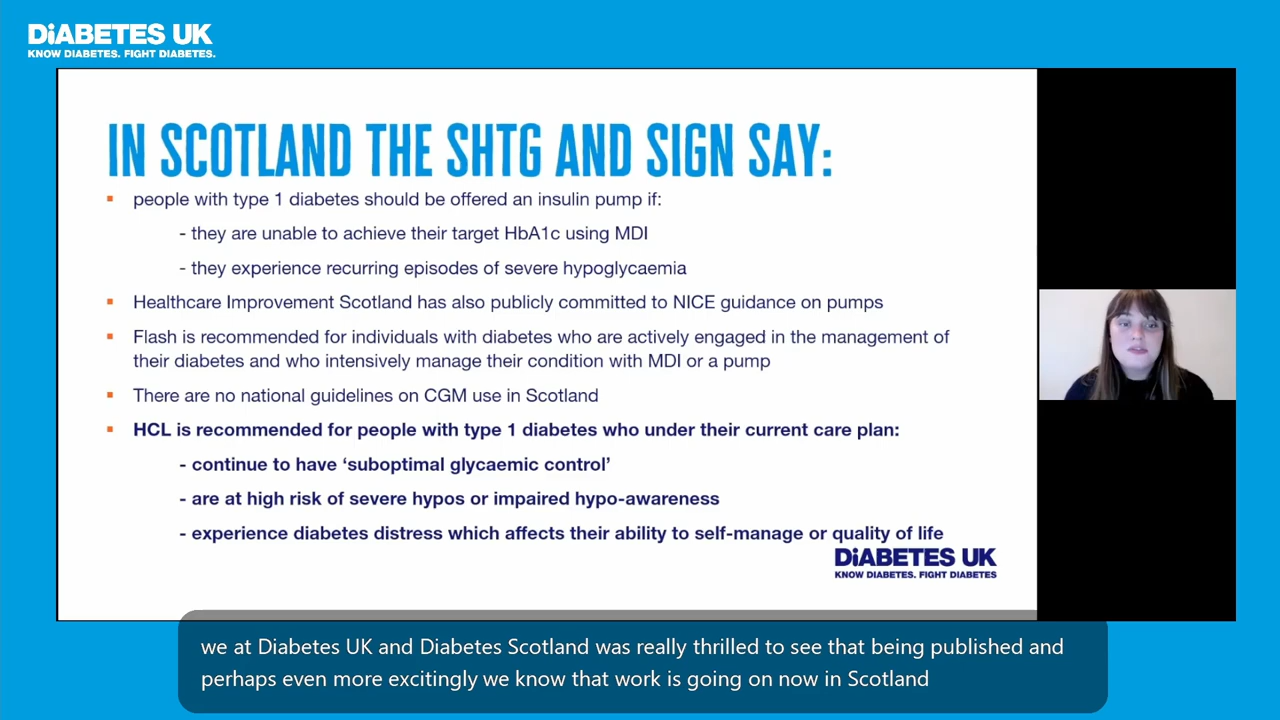 DiABETES UK
KNOW DIABETES. FIGHT DIABETES.
IN SCOTLAND THE SHTG AND SIGN SAY:
▪ people with type 1 diabetes should be offered an insulin pump if:
- they are unable to achieve their target HbA1c using MDI
- they experience recurring episodes of severe hypoglycaemia
▪ Healthcare Improvement Scotland has also publicly committed to NICE guidance on pumps
▪ Flash is recommended for individuals with diabetes who are actively engaged in the management of
their diabetes and who intensively manage their condition with MDI or a pump
▪ There are no national guidelines on CGM use in Scotland
▪ HCL is recommended for people with type 1 diabetes who under their current care plan:
- continue to have ‘suboptimal glycaemic control’
- are at high risk of severe hypos or impaired hypo-awareness
- experience diabetes distress which affects their ability to self-manage or quality of life
DiABETES UK
KNOW DIABETES. FIGHT DIABETES
we at Diabetes UK and Diabetes Scotland was really thrilled to see that being published and
perhaps even more excitingly we know that work is going on now in Scotland